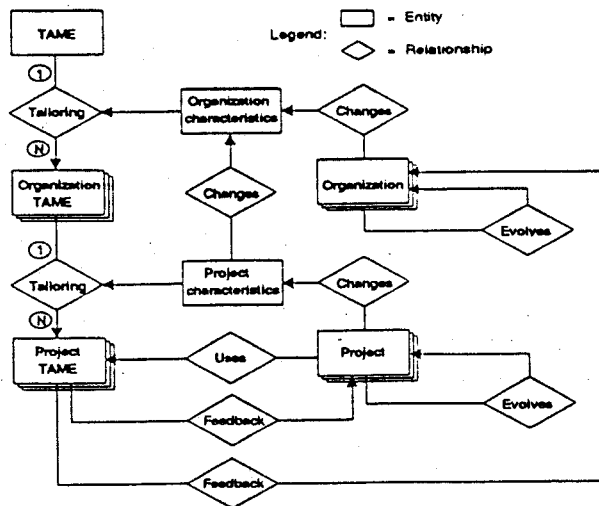 = Entity
TAME
Legend:
= Relationship
1
Tailoring
Organization
characteristics
Changes
N
Organization
TAME
Changes
Organization
Evolves
1
Tailoring
Project
characteristics
Changes
N
Project
TAME
Uses
Project
Feedback
Evolves
Feedback